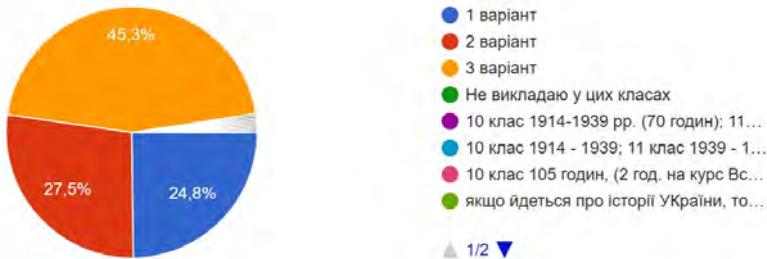 45,3%
27,5%
24,8%
1 варіант
2 варіант
3 варіант
Не викладаю у цих класах
10 клас 1914-1939 рр. (70 годин); 11...
10 клас 1914 - 1939; 11 клас 1939 - 1...
10 клас 105 годин, (2 год. на курс Вс...
якщо йдеться про історії УКраїни, то...
1/2